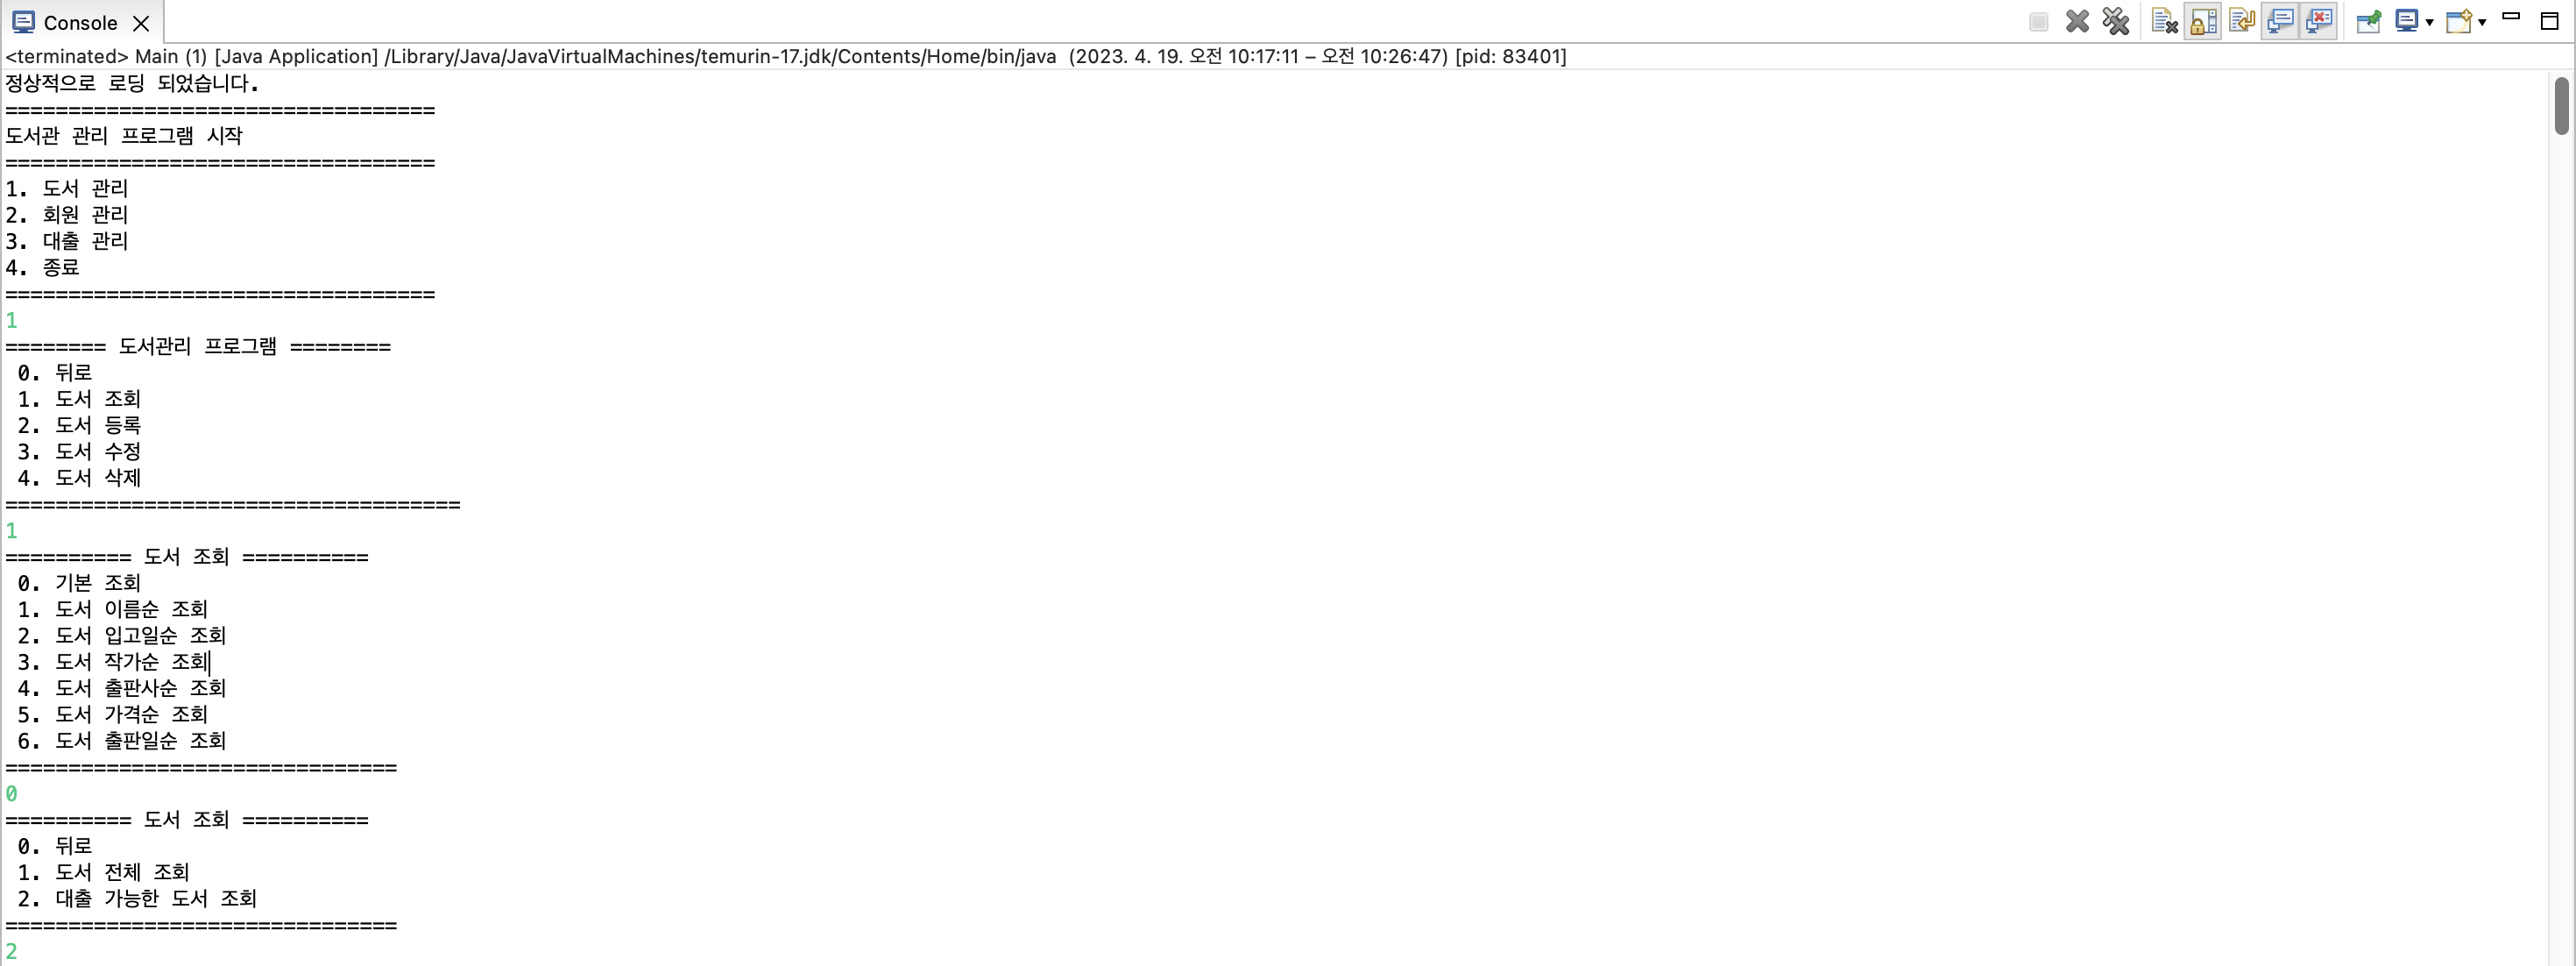 Console
<terminated> Main (1) [Java Application] /Library/Java/JavaVirtualMachines/temurin-17.jdk/Contents/Home/bin/java  (2023. 4. 19. 오전 10:17:11 – 오전 10:26:47) [pid: 83401]
정상적으로 로딩 되었습니다.
==================================
도서관 관리 프로그램 시작
==================================
1. 도서 관리
2. 회원 관리
3. 대출 관리
4. 종료
==================================
1
======== 도서관리 프로그램 ========
 0. 뒤로
 1. 도서 조회
 2. 도서 등록
 3. 도서 수정
 4. 도서 삭제
====================================
1
========== 도서 조회 ==========
 0. 기본 조회
 1. 도서 이름순 조회
 2. 도서 입고일순 조회
 3. 도서 작가순 조회
 4. 도서 출판사순 조회
 5. 도서 가격순 조회
 6. 도서 출판일순 조회
===============================
0
========== 도서 조회 ==========
 0. 뒤로
 1. 도서 전체 조회
 2. 대출 가능한 도서 조회
===============================
2